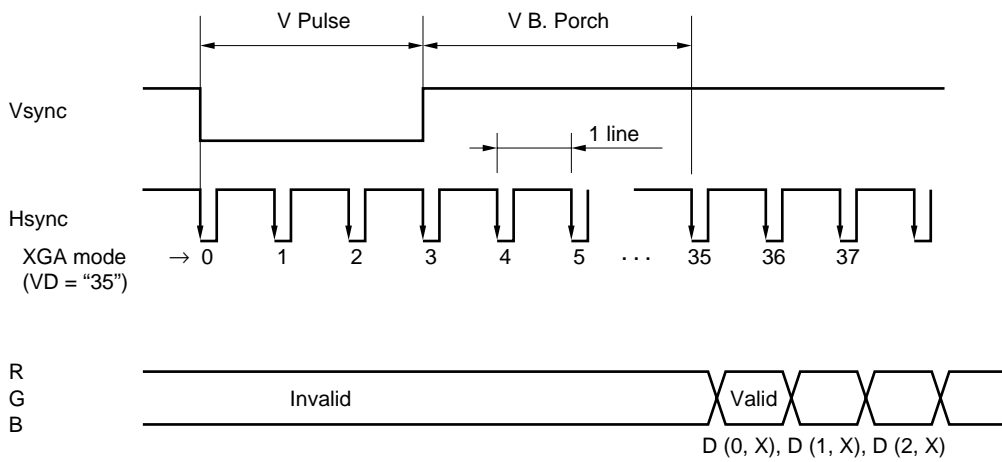 V Pulse V B. Porch
Vsync
1 line
Hsync
XGA mode → 0 1 2 3 4 5 ··· 35 36 37
(VD = “35”)
R
G Invalid Valid
B
D (0, X), D (1, X), D (2, X)